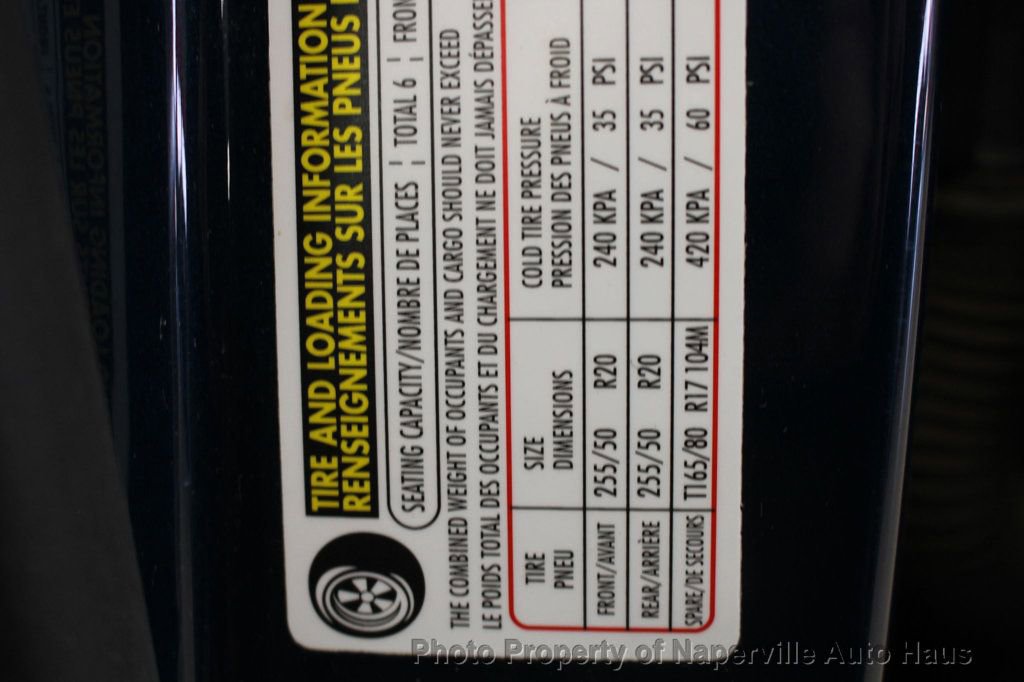 TIRE AND LOADING INFORMATION
RENSEIGNEMENTS SUR LES PNEUS
SEATING CAPACITY/NOMBRE DE PLACES ¦ TOTAL 6 ¦ FRON
THE COMBINED WEIGHT OF OCCUPANTS AND CARGO SHOULD NEVER EXCEED
LE POIDS TOTAL DES OCCUPANTS ET DU CHARGEMENT NE DOIT JAMAIS DÉPASSE
TIRE SIZE COLD TIRE PRESSURE
PNEU DIMENSIONS PRESSION DES PNEUS À FROID
FRONT/AVANT 255/50 R20 240 KPA / 35 PSI
REAR/ARRIÈRE 255/50 R20 240 KPA / 35 PSI
SPARE/DE SECOURS T165/80 R17 104M 420 KPA / 60 PSI
Photo Property of Naperville Auto Haus